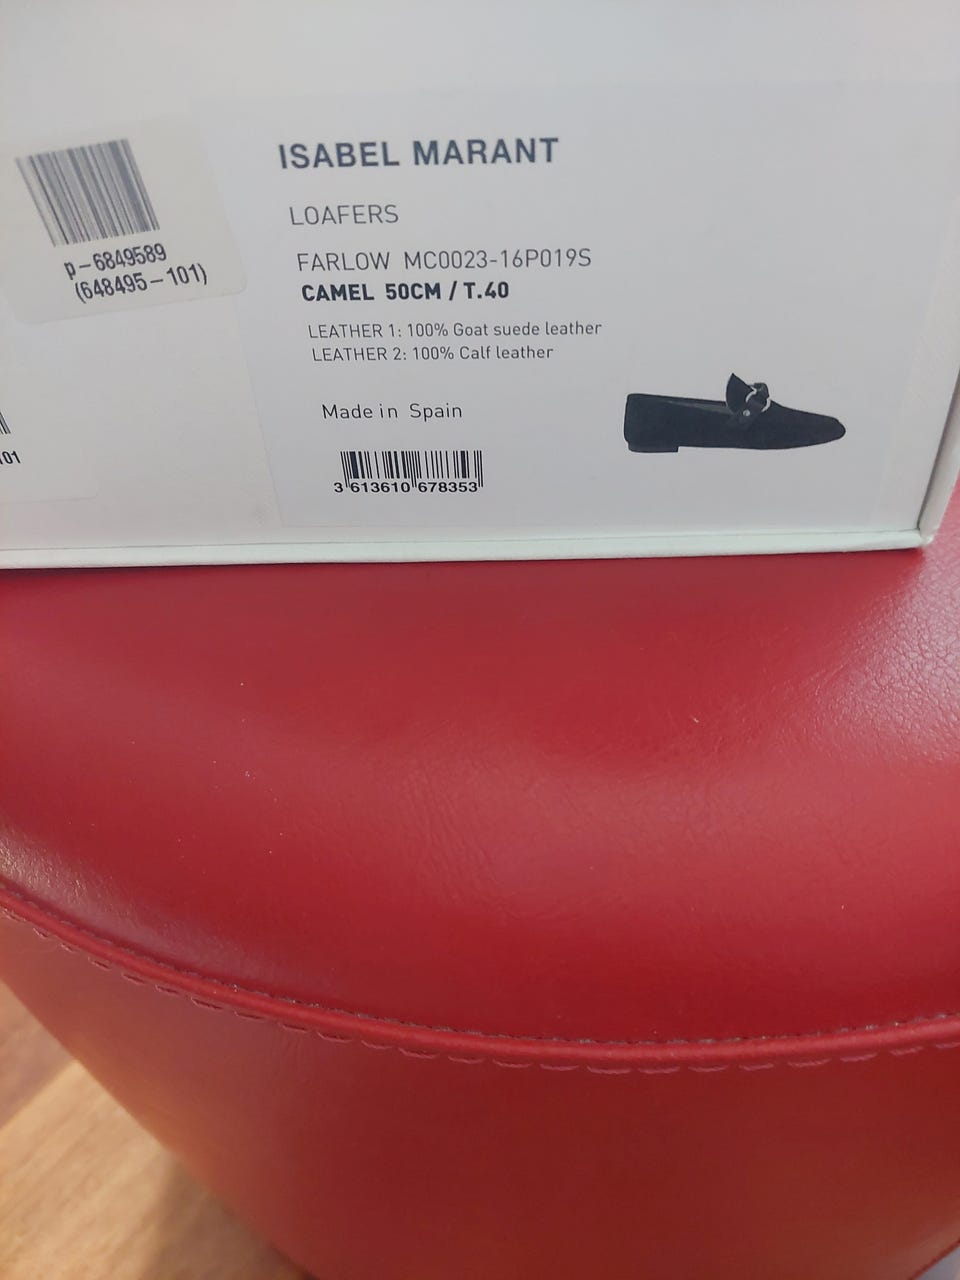 p-6849589
(648495-101)
101
ISABEL MARANT
LOAFERS
FARLOW MC0023-16P019S
CAMEL 50CM / T.40
LEATHER 1: 100% Goat suede leather
LEATHER 2: 100% Calf leather
Made in Spain
3 613610 678353